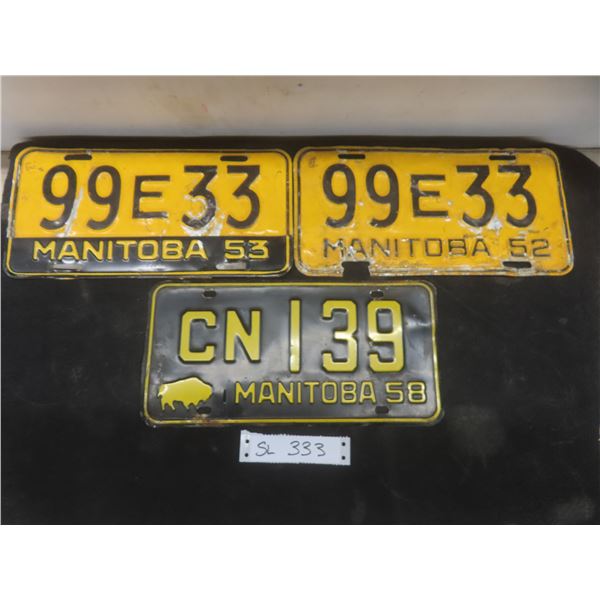 99E33
MANITOBA 53
99E33
MANITOBA 52
CN 139
MANITOBA 58
SL 333